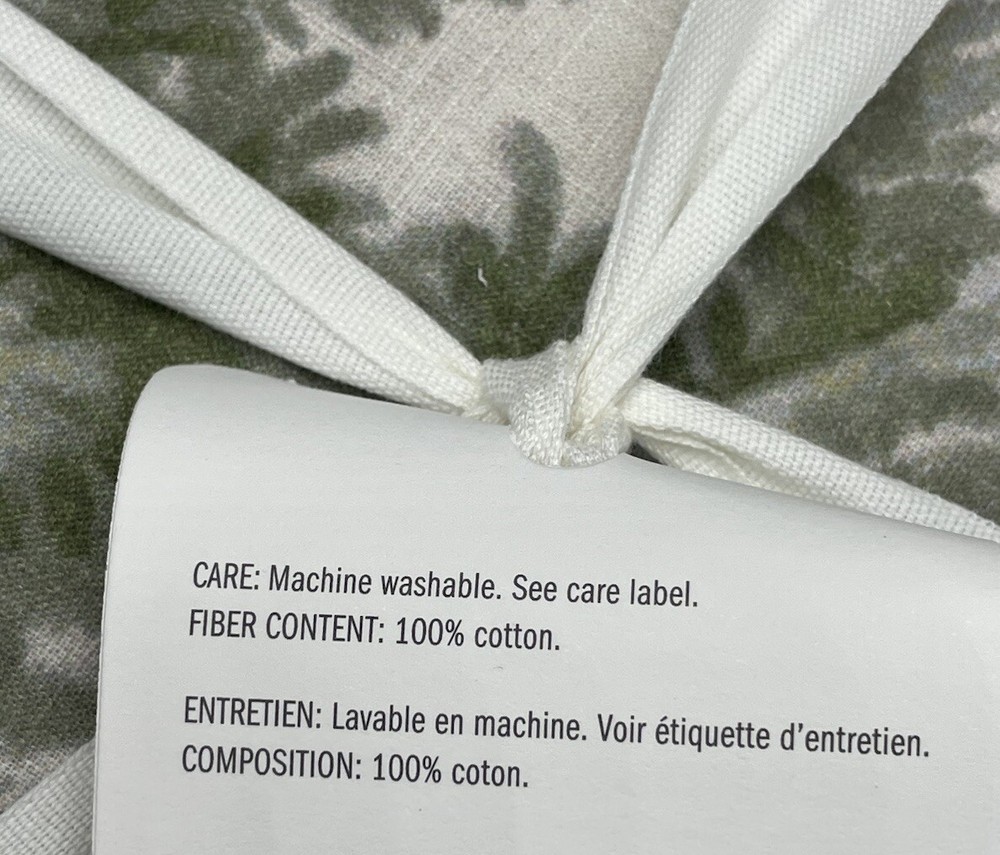 CARE: Machine washable. See care label.
FIBER CONTENT: 100% cotton.
ENTRETIEN: Lavable en machine. Voir étiquette d'entretien.
COMPOSITION: 100% coton.